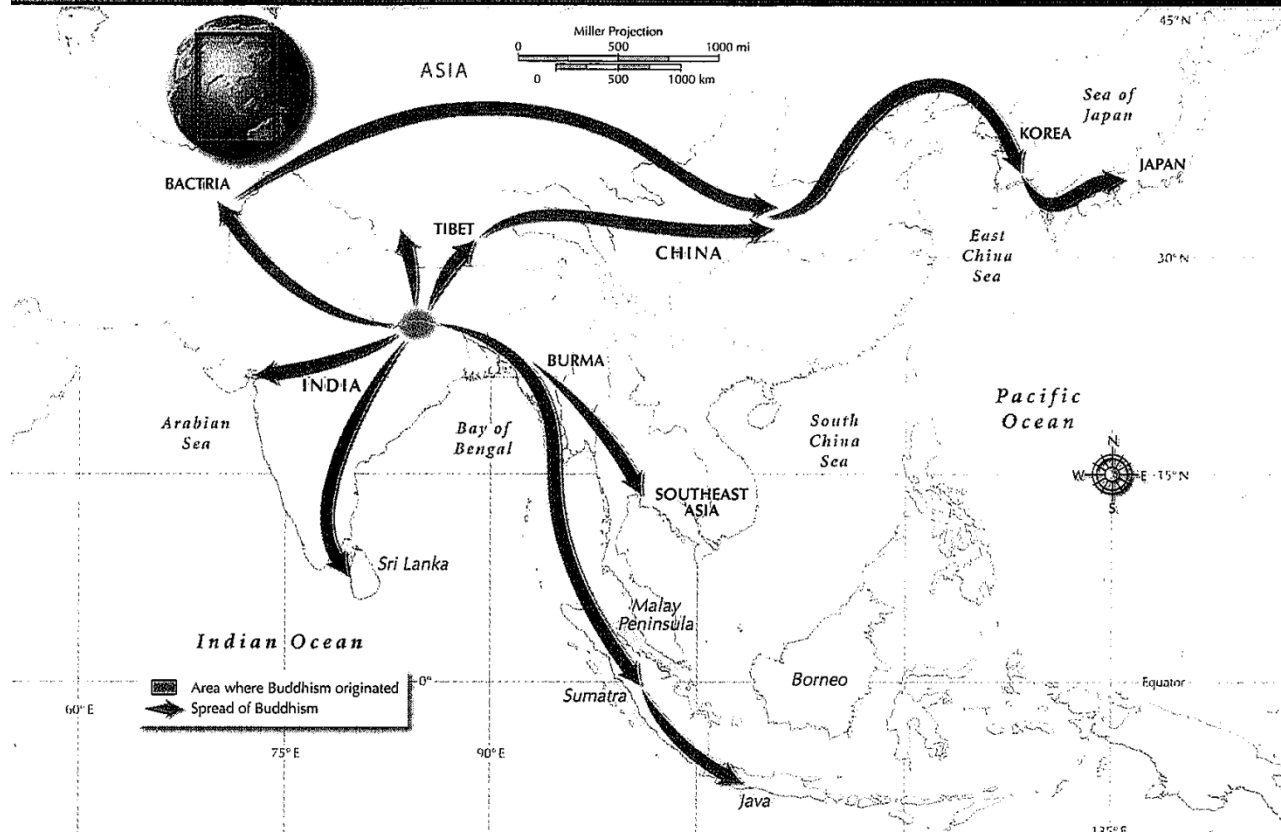 Miller Projection
0 500 1000 mi
0 500 1000 km
45°N
ASIA
Sea of
Japan
KOREA
JAPAN
BACTRIA
TIBET
CHINA
East
China
Sea
30°N
BURMA
INDIA
Arabian
Sea
Bay of
Bengal
South
China
Sea
Pacific
Ocean
N
W E
S
15°N
SOUTHEAST
ASIA
Sri Lanka
Malay
Peninsula
Indian Ocean
Area where Buddhism originated
Spread of Buddhism
0°
Sumatra
Borneo
Equator
60°E
75°E
90°E
Java
135°E